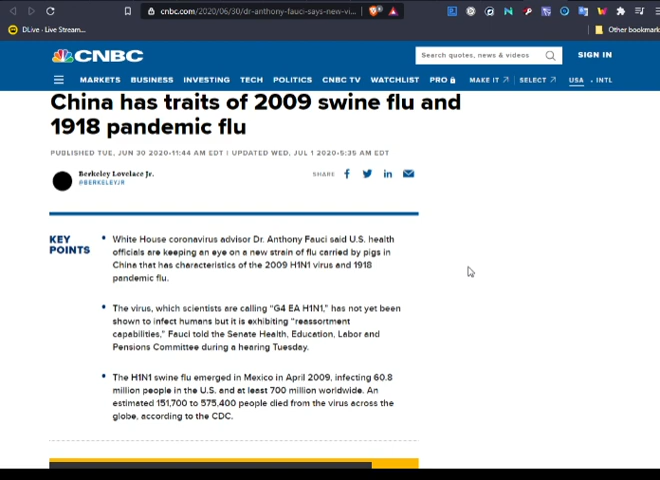 cnbc.com/2020/06/30/dr-anthony-fauci-says-new-vi...
DLive - Live Stream...
Other bookmark
CNBC
Search quotes, news & videos
SIGN IN
MARKETS BUSINESS INVESTING TECH POLITICS CNBC TV WATCHLIST PRO MAKE IT SELECT USA INTL
China has traits of 2009 swine flu and
1918 pandemic flu
PUBLISHED TUE, JUN 30 2020-11:44 AM EDT | UPDATED WED, JUL 1 2020-5:35 AM EDT
Berkeley Lovelace Jr.
@BERKELEYJR
SHARE
KEY
POINTS
• White House coronavirus advisor Dr. Anthony Fauci said U.S. health
officials are keeping an eye on a new strain of flu carried by pigs in
China that has characteristics of the 2009 H1N1 virus and 1918
pandemic flu.
• The virus, which scientists are calling “G4 EA H1N1,” has not yet been
shown to infect humans but it is exhibiting “reassortment
capabilities,” Fauci told the Senate Health, Education, Labor and
Pensions Committee during a hearing Tuesday.
• The H1N1 swine flu emerged in Mexico in April 2009, infecting 60.8
million people in the U.S. and at least 700 million worldwide. An
estimated 151,700 to 575,400 people died from the virus across the
globe, according to the CDC.